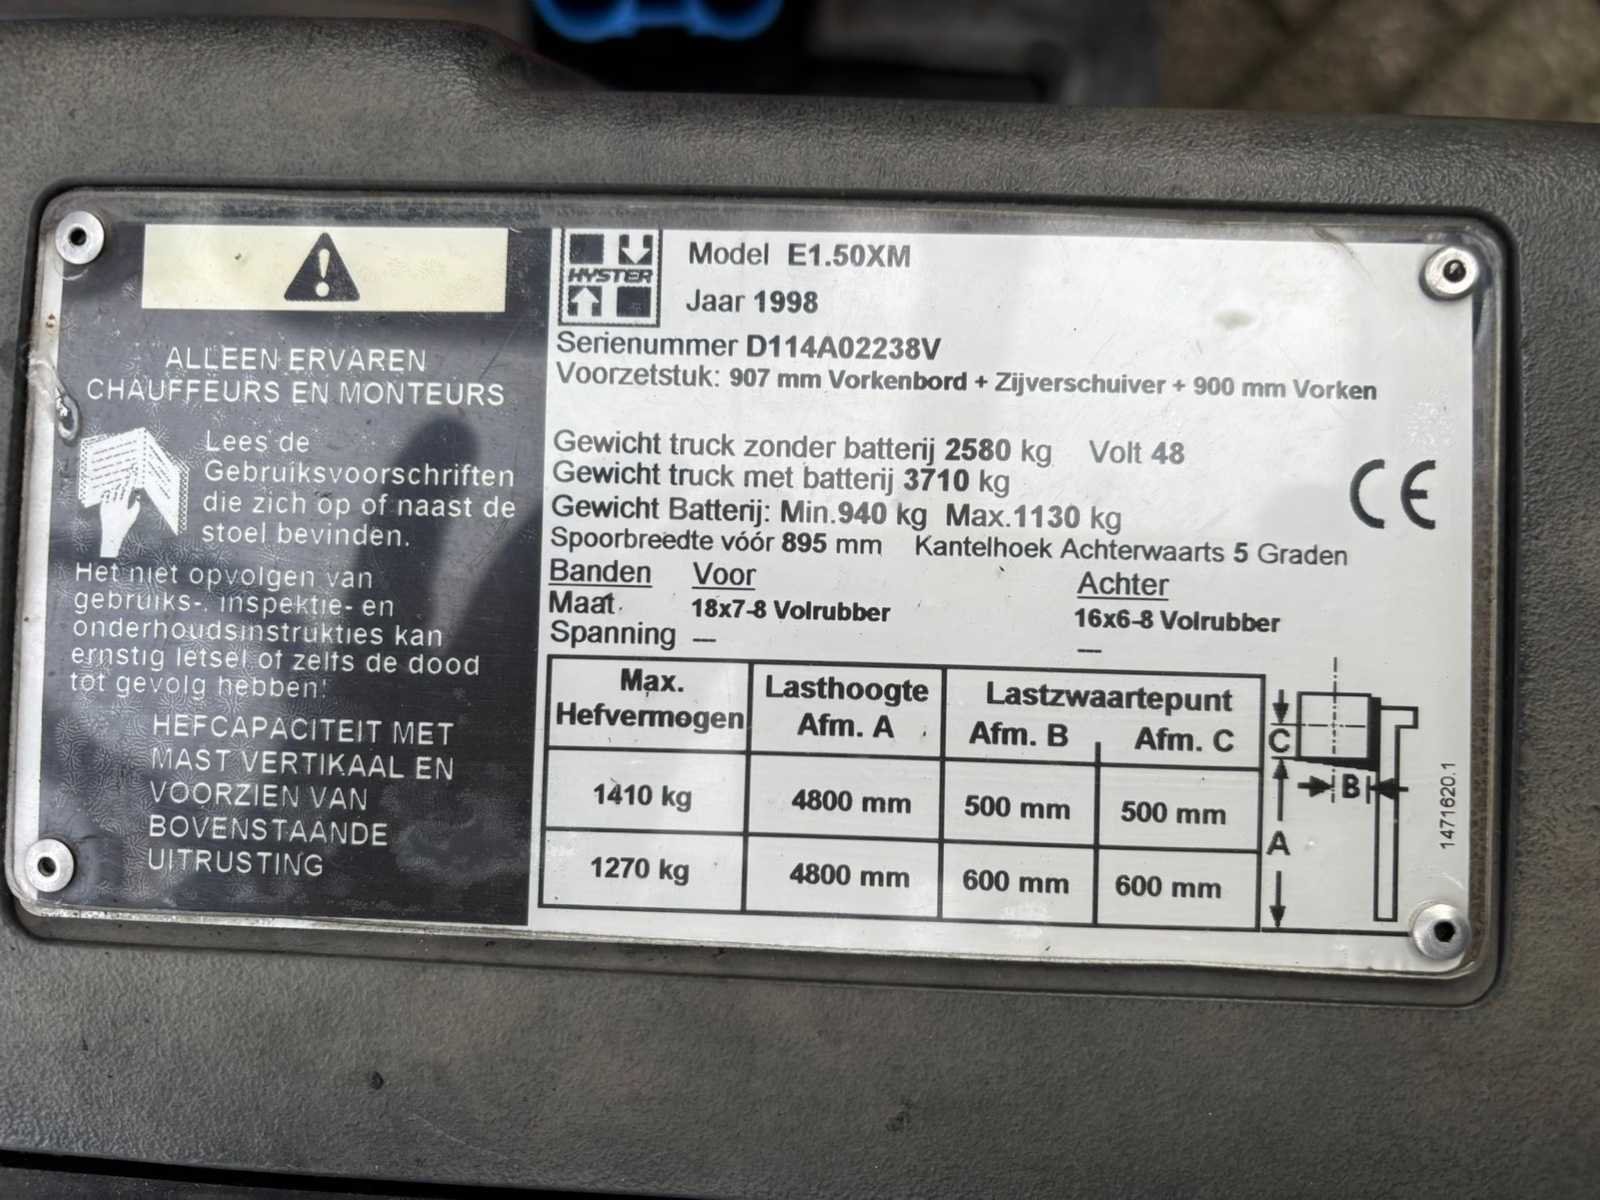 ALLEEN ERVAREN
CHAUFFEURS EN MONTEURS
Lees de
Gebruiksvoorschriften
die zich op of naast de
stoel bevinden.
Het niet opvolgen van
gebruiks-, inspektie- en
onderhoudsinstrukties kan
ernstig letsel of zelfs de dood
tot gevolg hebben!
HEFCAPACITEIT MET
MAST VERTIKAAL EN
VOORZIEN VAN
BOVENSTAANDE
UITRUSTING
HYSTER
Model E1.50XM
Jaar 1998
Serienummer D114A02238V
Voorzetstuk: 907 mm Vorkenbord + Zijverschuiver + 900 mm Vorken
Gewicht truck zonder batterij 2580 kg Volt 48
Gewicht truck met batterij 3710 kg
Gewicht Batterij: Min.940 kg Max.1130 kg
CE
Spoorbreedte vóór 895 mm Kantelhoek Achterwaarts 5 Graden
Banden Voor Achter
Maat. 18x7-8 Volrubber 16x6-8 Volrubber
Spanning --- ---
Max. Hefvermogen Lasthoogte Afm. A Lastzwaartepunt Afm. B Afm. C
1410 kg 4800 mm 500 mm 500 mm
1270 kg 4800 mm 600 mm 600 mm
C
B
A
1471620.1